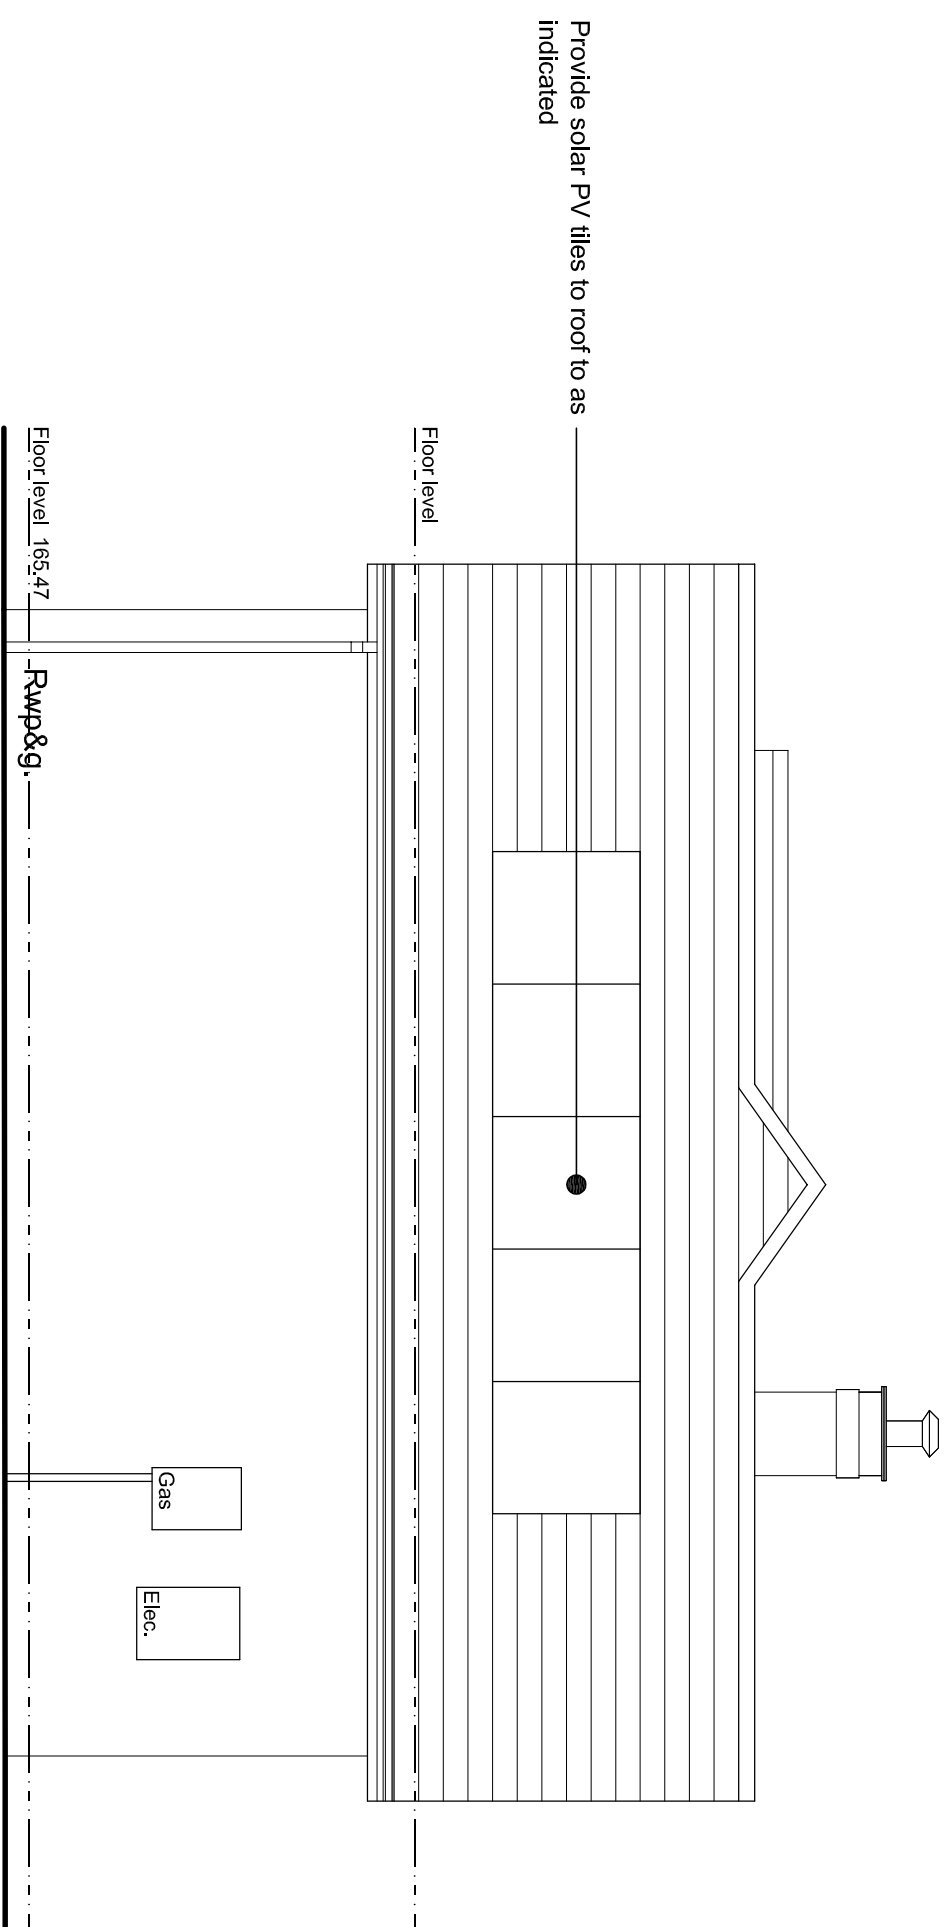 Provide solar PV tiles to roof to as
indicated
Floor level
Floor level 165.47
Rwp&g.
Gas
Elec.